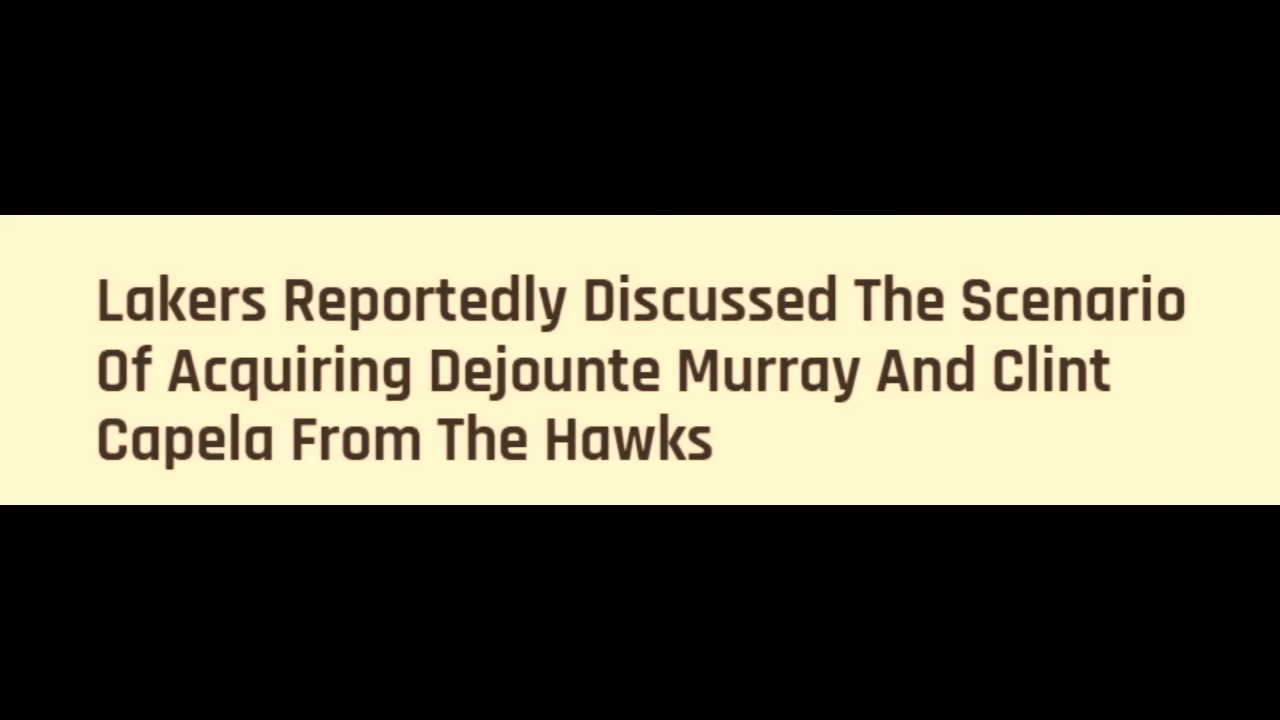 Lakers Reportedly Discussed The Scenario
Of Acquiring Dejounte Murray And Clint
Capela From The Hawks